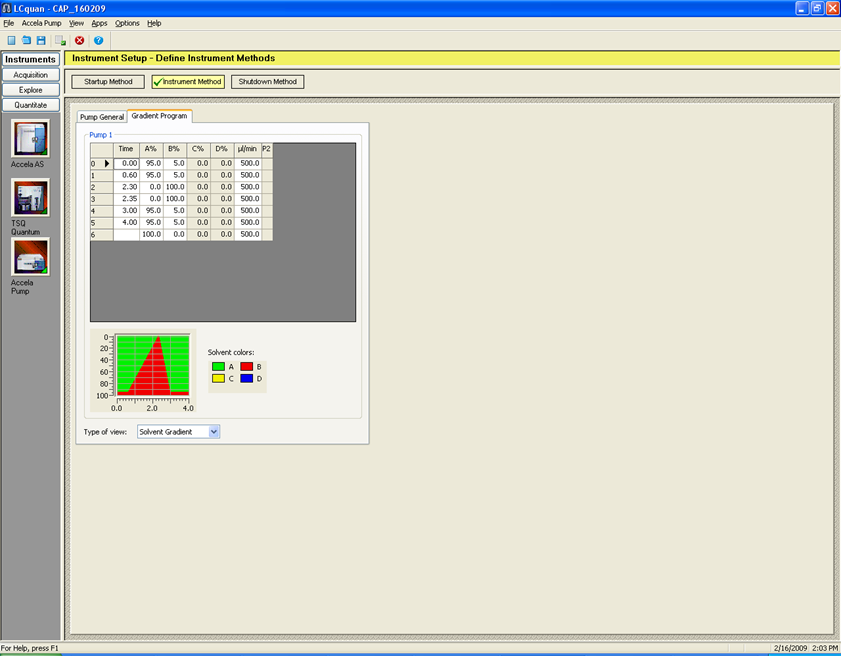 LCquan - CAP_160209
File Accela Pump View Apps Options Help
Instruments
Acquisition
Explore
Quantitate
Accela AS
TSQ
Quantum
Accela
Pump
Instrument Setup - Define Instrument Methods
Startup Method Instrument Method Shutdown Method
Pump General Gradient Program
Pump 1
Time A% B% C% D% µl/min P2
0 0.00 95.0 5.0 0.0 0.0 500.0
1 0.60 95.0 5.0 0.0 0.0 500.0
2 2.30 0.0 100.0 0.0 0.0 500.0
3 2.35 0.0 100.0 0.0 0.0 500.0
4 3.00 95.0 5.0 0.0 0.0 500.0
5 4.00 95.0 5.0 0.0 0.0 500.0
6 100.0 0.0 0.0 0.0 500.0
0
20
40
60
80
100
0.0 2.0 4.0
Solvent colors:
A B
C D
Type of view: Solvent Gradient
For Help, press F1
2/16/2009 2:03 PM